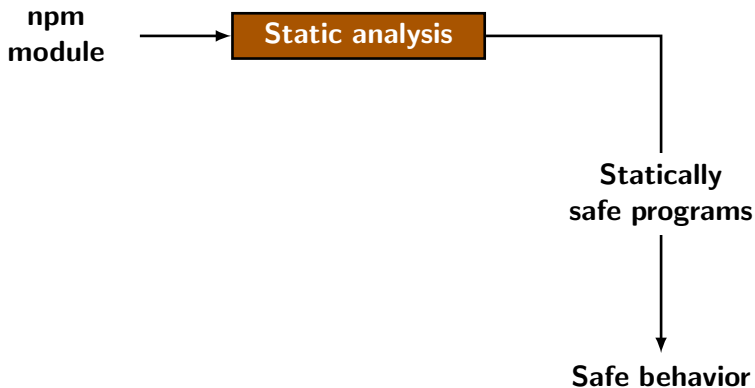 npm
module
Static analysis
Statically
safe programs
Safe behavior